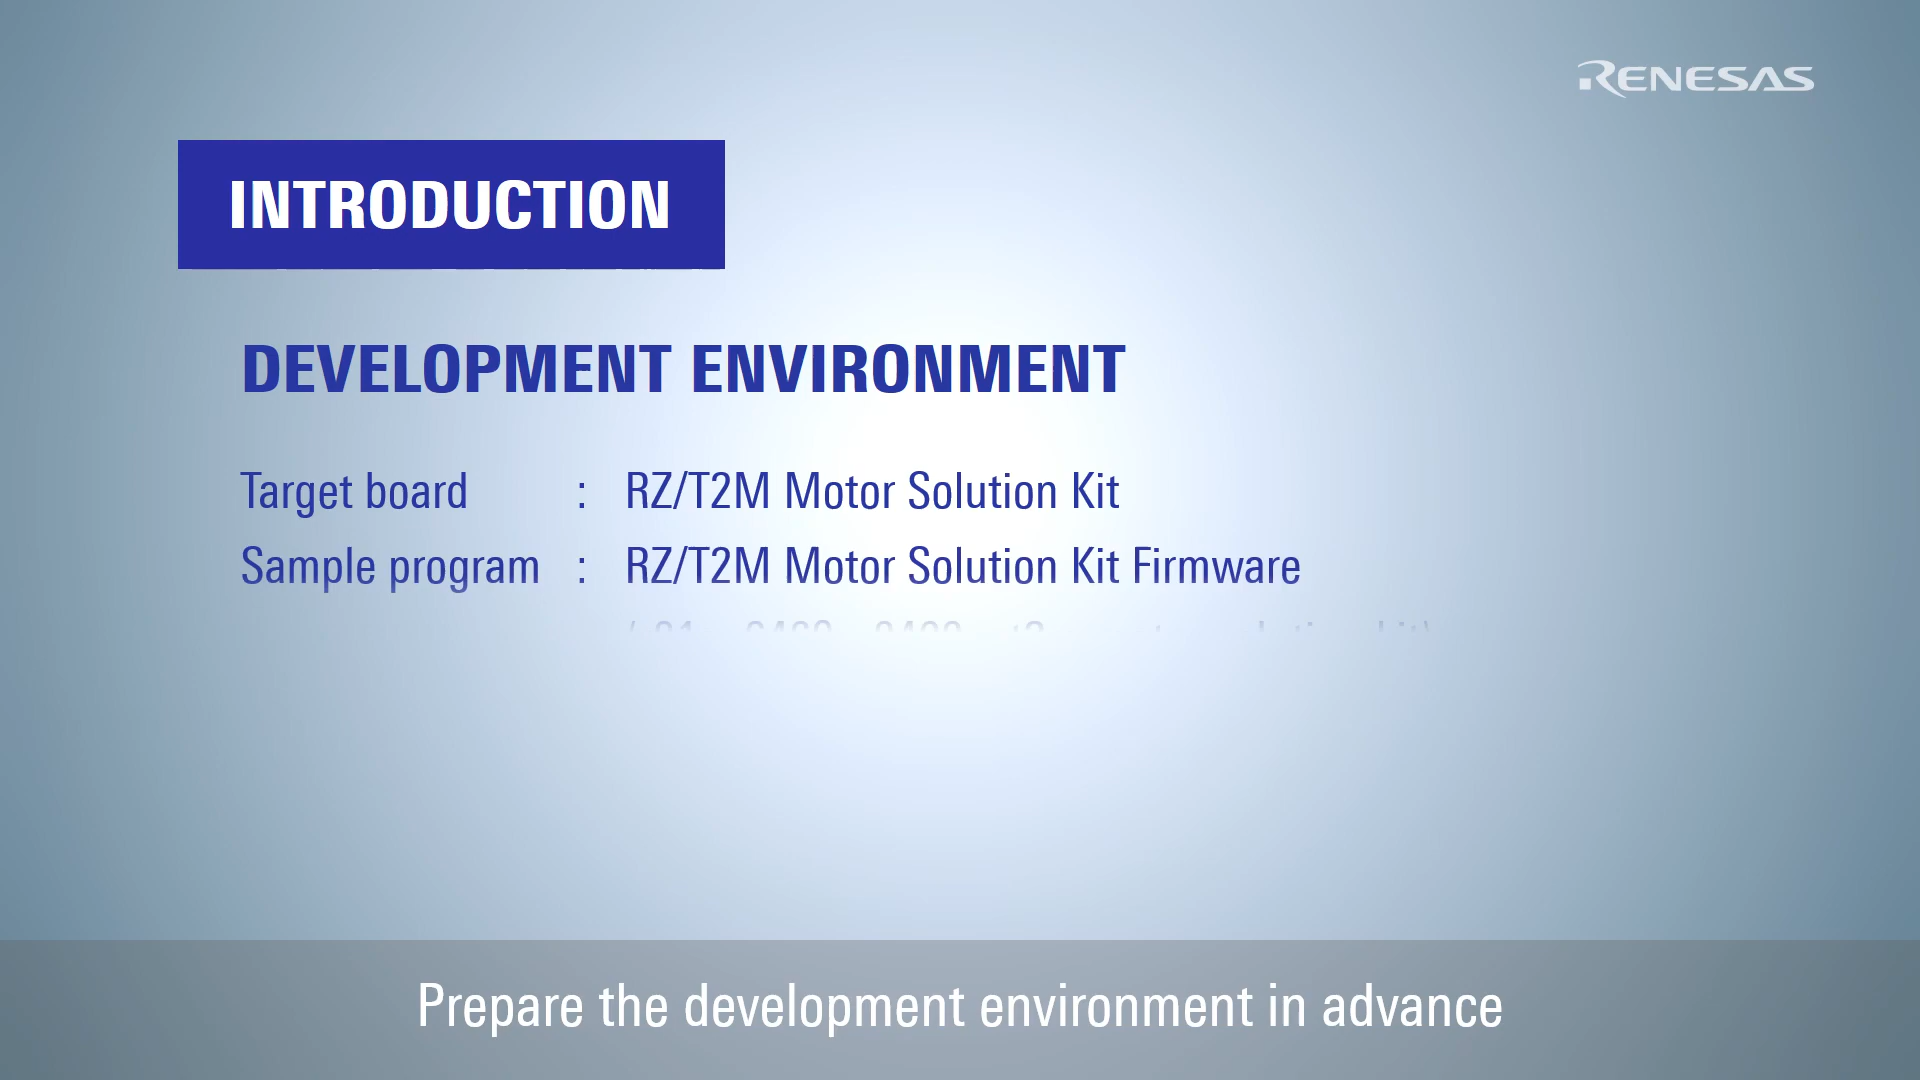 RENESAS
INTRODUCTION
DEVELOPMENT ENVIRONMENT
Target board : RZ/T2M Motor Solution Kit
Sample program : RZ/T2M Motor Solution Kit Firmware
Prepare the development environment in advance